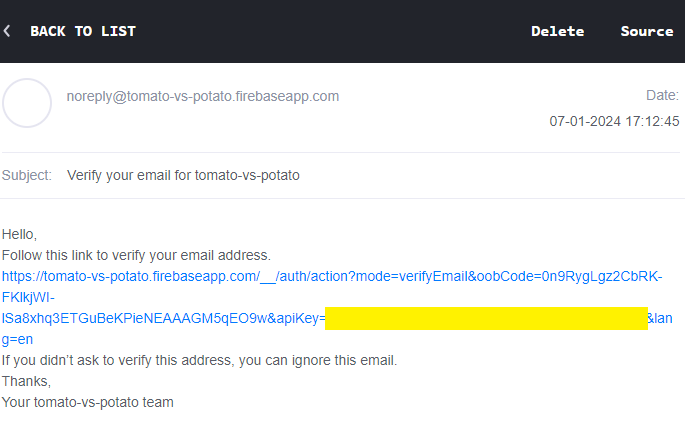 BACK TO LIST
Delete
Source
noreply@tomato-vs-potato.firebaseapp.com
Date:
07-01-2024 17:12:45
Subject:
Verify your email for tomato-vs-potato
Hello,
Follow this link to verify your email address.
https://tomato-vs-potato.firebaseapp.com/__/auth/action?mode=verifyEmail&oobCode=0n9RygLgz2CbRK-
FKlkjWI-
lSa8xhq3ETGuBeKPieNEAAAGM5qEO9w&apiKey=
&lan
g=en
If you didn’t ask to verify this address, you can ignore this email.
Thanks,
Your tomato-vs-potato team